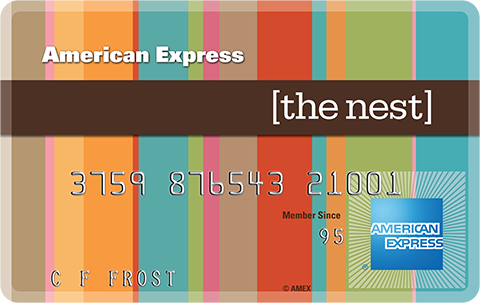 American Express
[the nest]
3759 876543 21001
Member Since
95
AMERICAN
EXPRESS
®
C F FROST
© AMEX